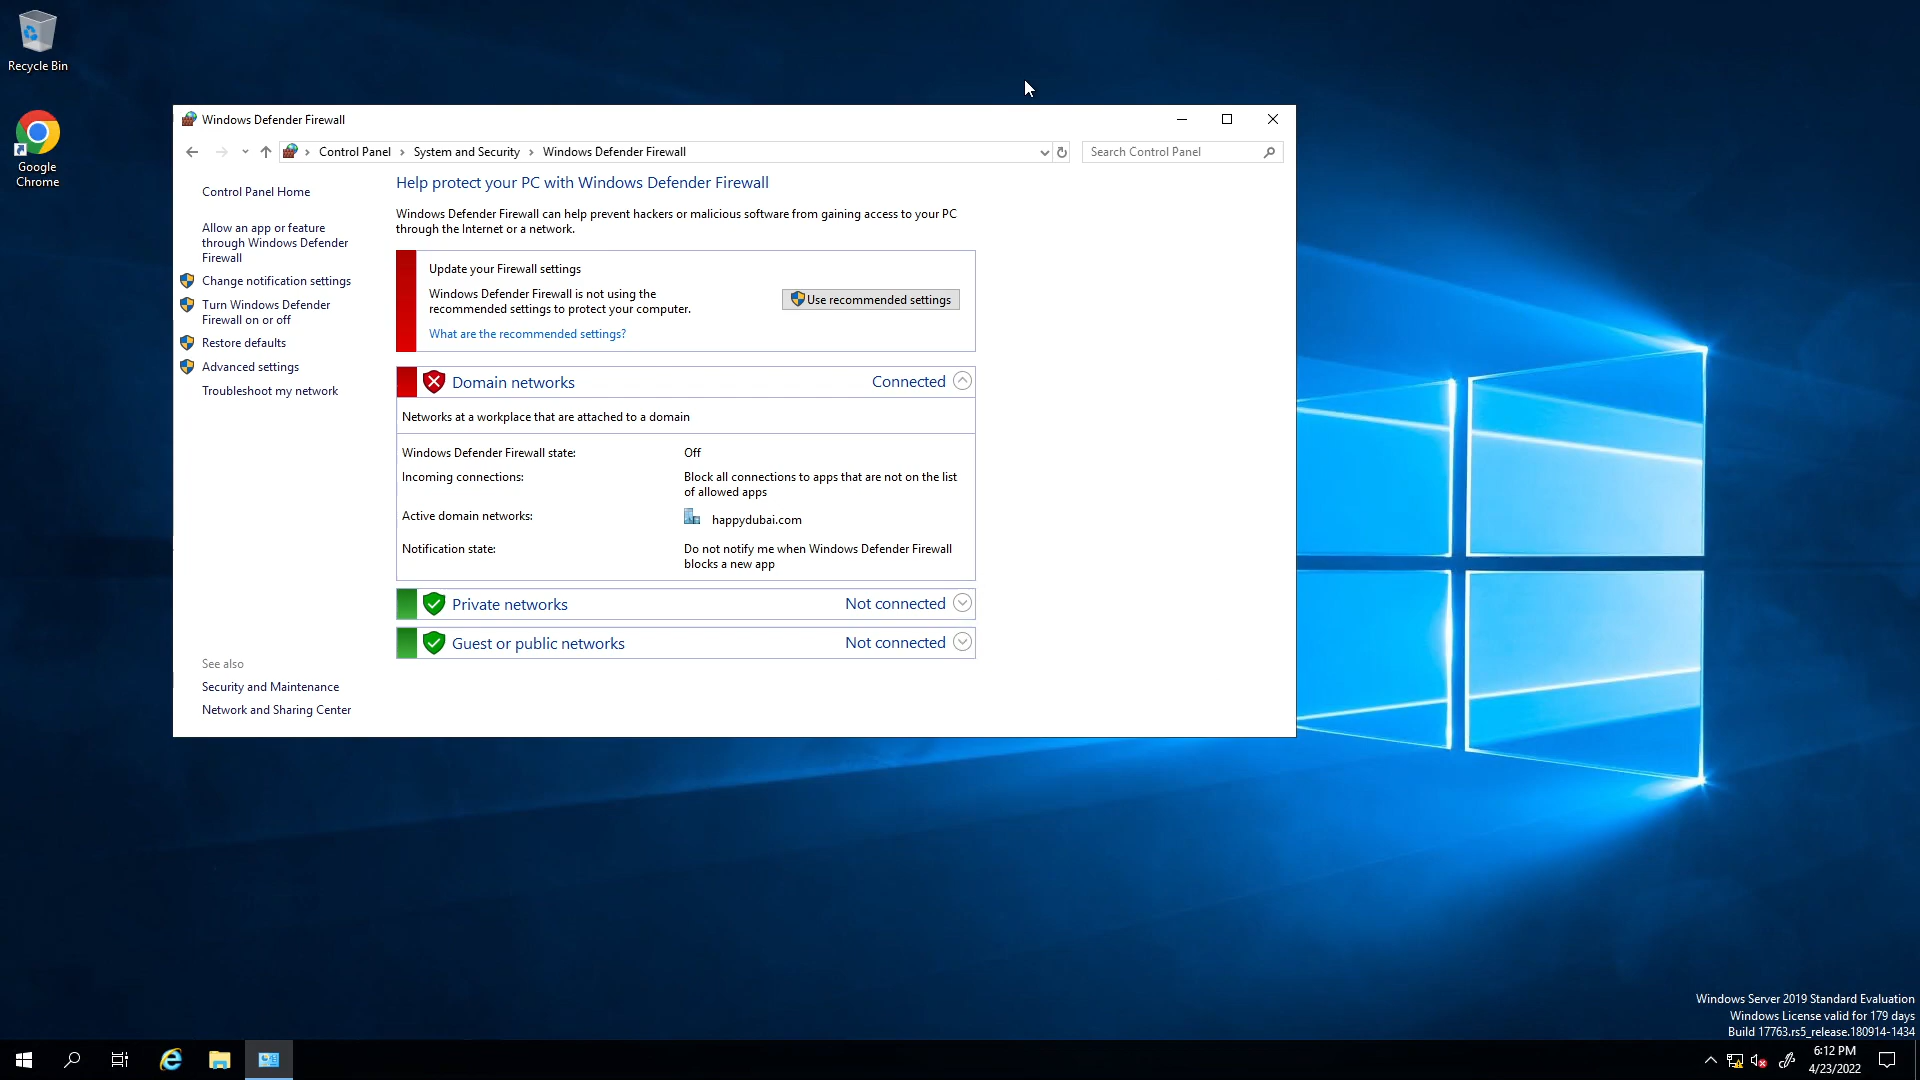 Recycle Bin
Google
Chrome
Windows Defender Firewall
Control Panel
System and Security
Windows Defender Firewall
Search Control Panel
Control Panel Home
Allow an app or feature
through Windows Defender
Firewall
Change notification settings
Turn Windows Defender
Firewall on or off
Restore defaults
Advanced settings
Troubleshoot my network
See also
Security and Maintenance
Network and Sharing Center
Help protect your PC with Windows Defender Firewall
Windows Defender Firewall can help prevent hackers or malicious software from gaining access to your PC
through the Internet or a network.
Update your Firewall settings
Windows Defender Firewall is not using the
recommended settings to protect your computer.
Use recommended settings
What are the recommended settings?
Domain networks Connected
Networks at a workplace that are attached to a domain
Windows Defender Firewall state: Off
Incoming connections: Block all connections to apps that are not on the list
of allowed apps
Active domain networks: happydubai.com
Notification state: Do not notify me when Windows Defender Firewall
blocks a new app
Private networks Not connected
Guest or public networks Not connected
Windows Server 2019 Standard Evaluation
Windows License valid for 179 days
Build 17763.rs5_release.180914-1434
6:12 PM
4/23/2022